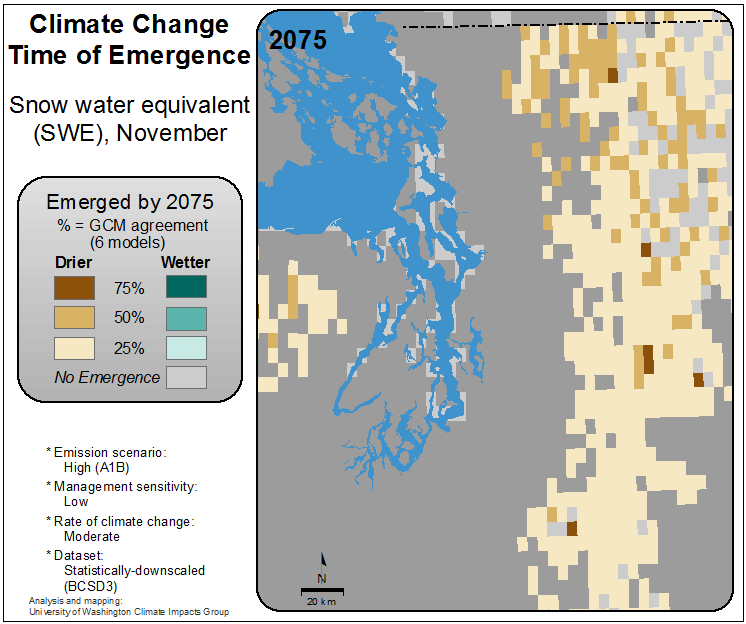 Climate Change
Time of Emergence
Snow water equivalent
(SWE), November
Emerged by 2075
% = GCM agreement
(6 models)
Drier Wetter
75%
50%
25%
No Emergence
* Emission scenario:
High (A1B)
* Management sensitivity:
Low
* Rate of climate change:
Moderate
* Dataset:
Statistically-downscaled
(BCSD3)
Analysis and mapping:
University of Washington Climate Impacts Group
2075
N
20 km